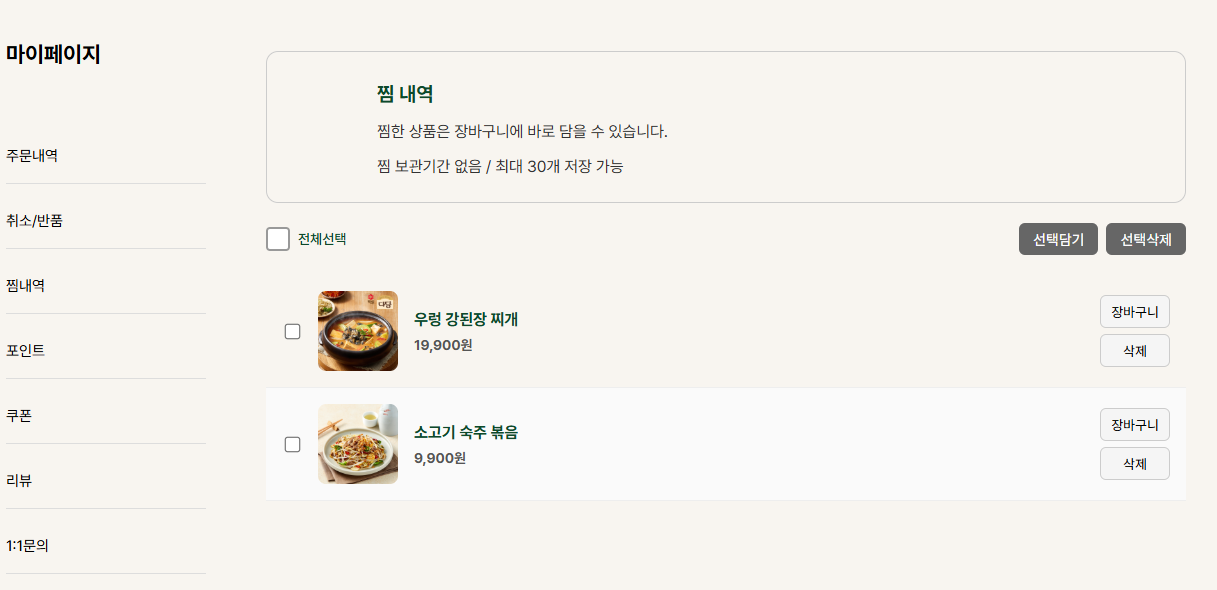 마이페이지
주문내역
취소/반품
찜내역
포인트
쿠폰
리뷰
1:1문의
찜 내역
찜한 상품은 장바구니에 바로 담을 수 있습니다.
찜 보관기간 없음 / 최대 30개 저장 가능
전체선택
선택담기
선택삭제
다담
우렁 강된장 찌개
19,900원
장바구니
삭제
소고기 숙주 볶음
9,900원
장바구니
삭제